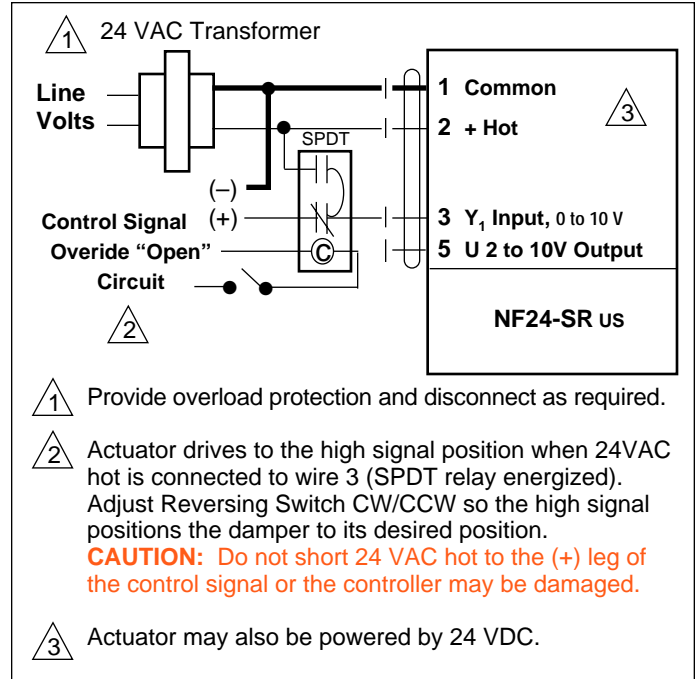 1 24 VAC Transformer
Line
Volts
1 Common
3
2 + Hot
SPDT
(–)
Control Signal (+)
3 Y1 Input, 0 to 10 V
Overide “Open”
C
5 U 2 to 10V Output
Circuit
2
NF24-SR US
1 Provide overload protection and disconnect as required.
2 Actuator drives to the high signal position when 24VAC
hot is connected to wire 3 (SPDT relay energized).
Adjust Reversing Switch CW/CCW so the high signal
positions the damper to its desired position.
CAUTION: Do not short 24 VAC hot to the (+) leg of
the control signal or the controller may be damaged.
3 Actuator may also be powered by 24 VDC.